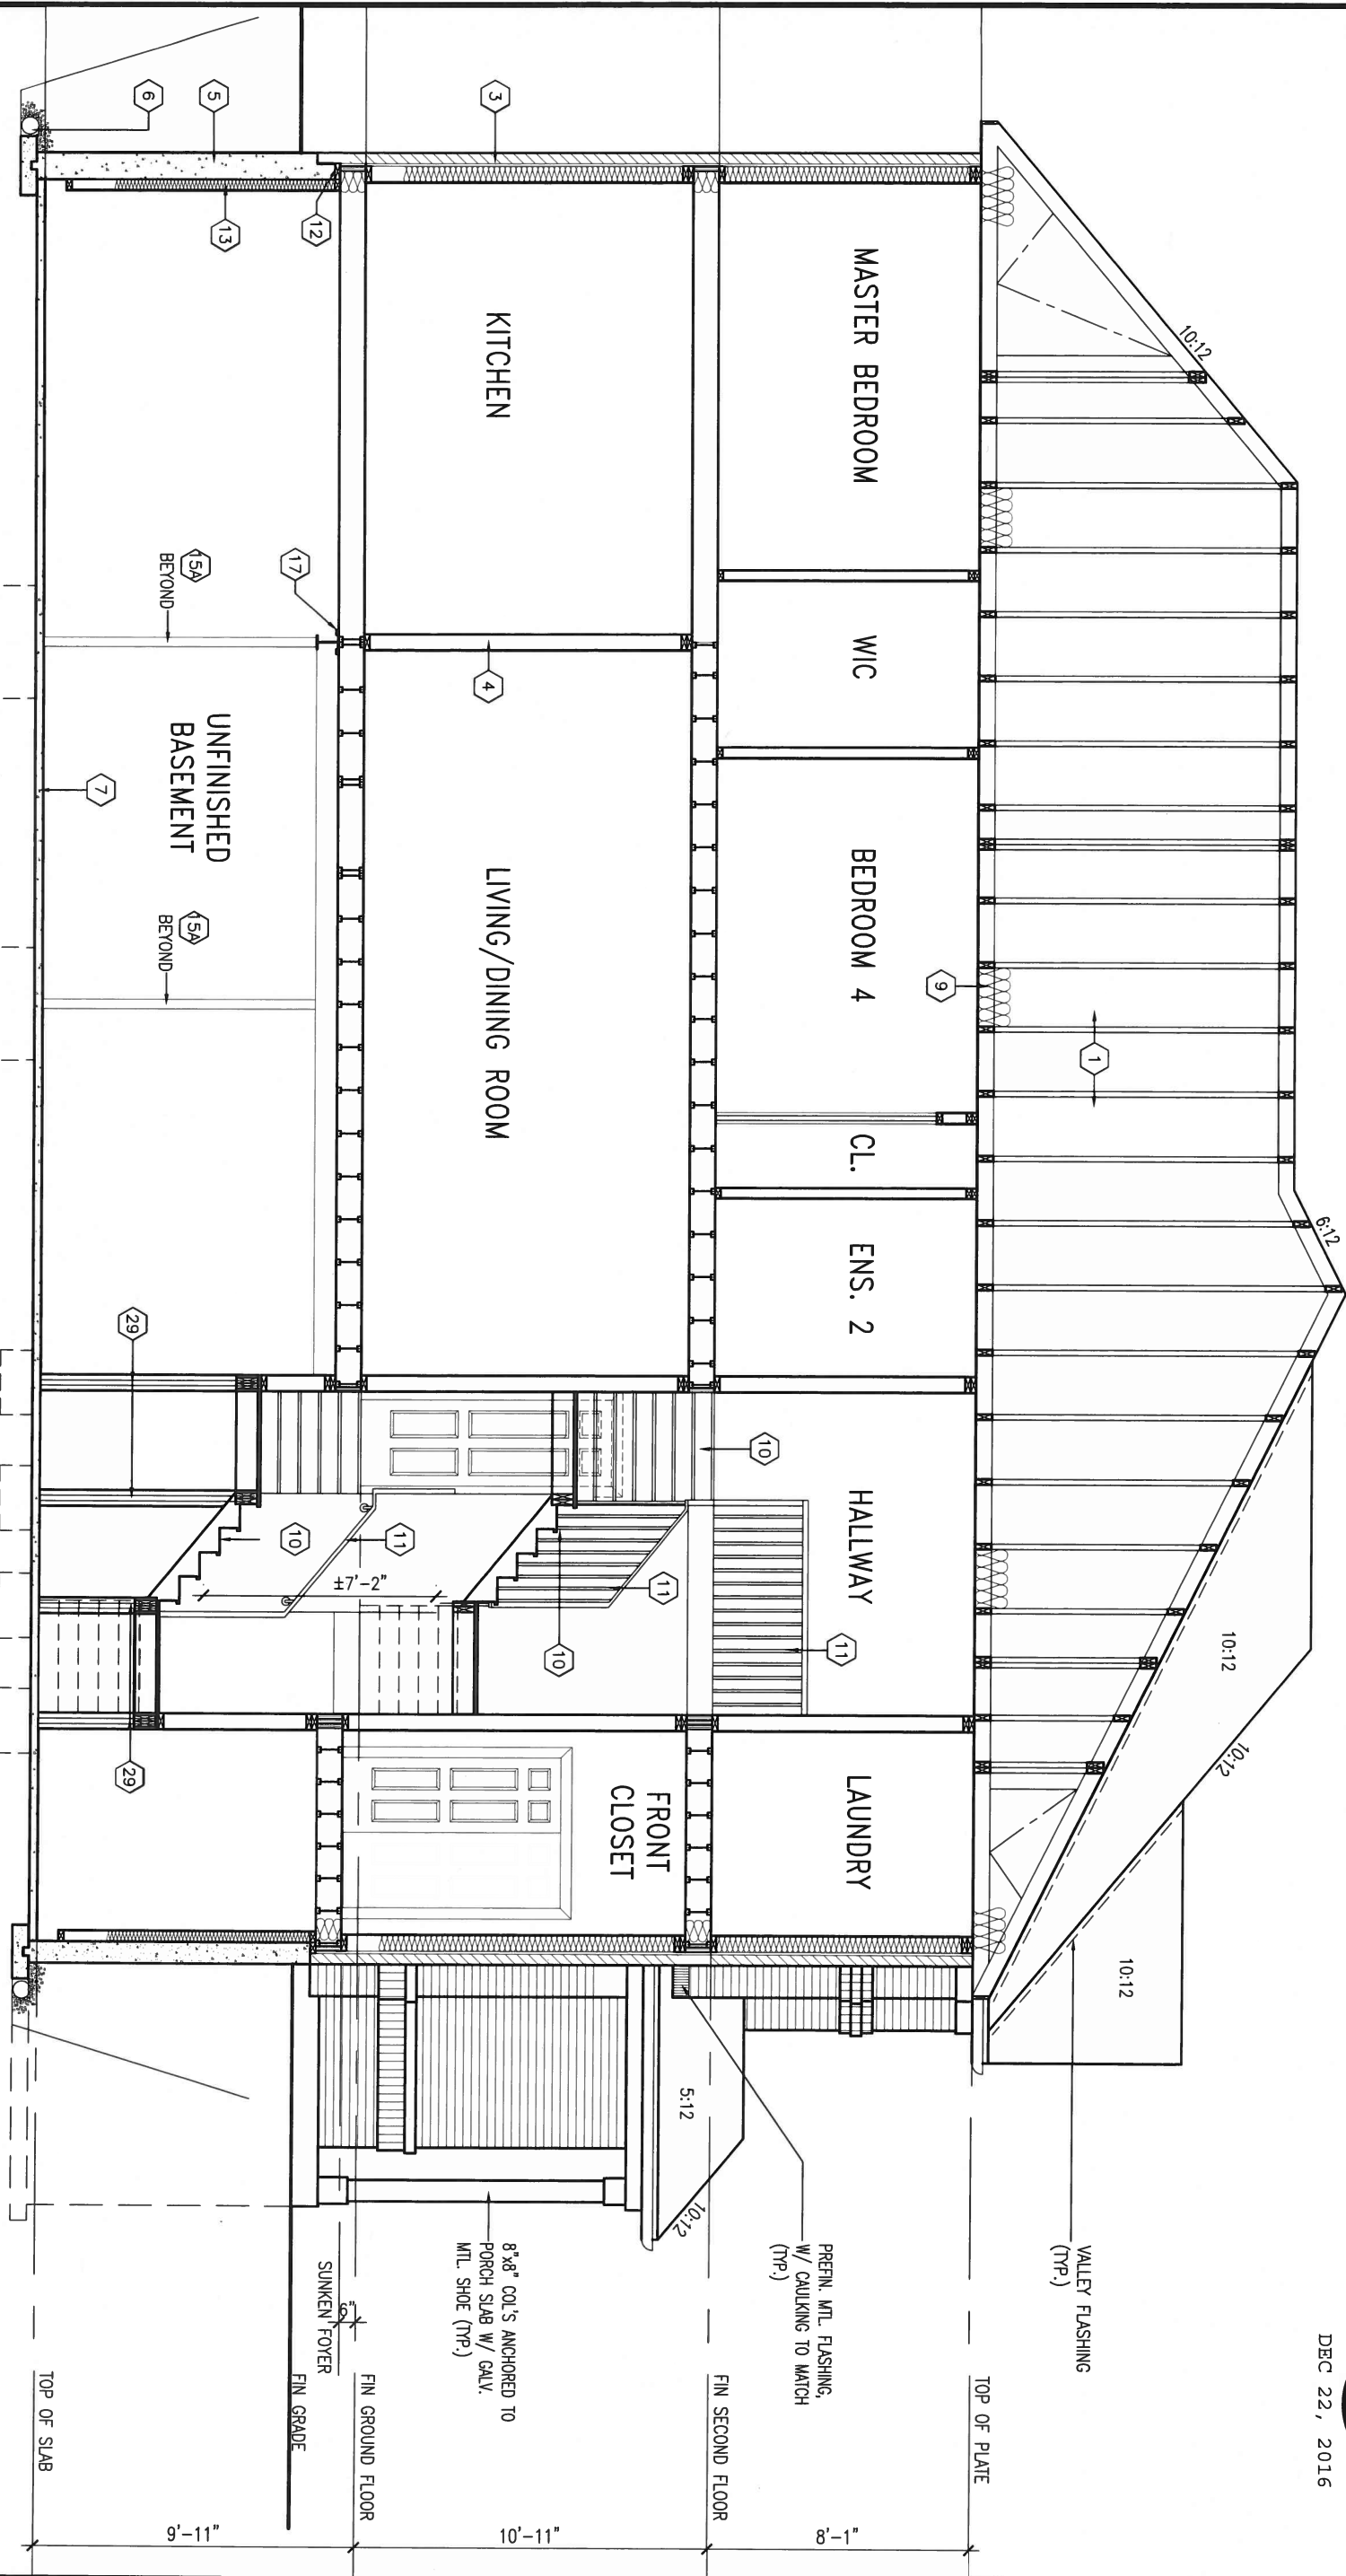 DEC 22, 2016
10:12
6:12
10:12
10:12
10:12
VALLEY FLASHING
(TYP.)
1
9
TOP OF PLATE
MASTER BEDROOM
WIC
BEDROOM 4
CL.
ENS. 2
HALLWAY
LAUNDRY
10
11
PREFIN. MTL. FLASHING,
W/ CAULKING TO MATCH
(TYP.)
8'-1"
FIN SECOND FLOOR
5:12
10:12
3
KITCHEN
4
LIVING/DINING ROOM
11
10
FRONT
CLOSET
8"x8" COL'S ANCHORED TO
PORCH SLAB W/ GALV.
MTL. SHOE (TYP.)
10'-11"
FIN GROUND FLOOR
6"
SUNKEN FOYER
FIN GRADE
±7'-2"
11
10
12
17
13
5
6
15A
BEYOND
UNFINISHED
BASEMENT
15A
BEYOND
7
29
29
9'-11"
TOP OF SLAB